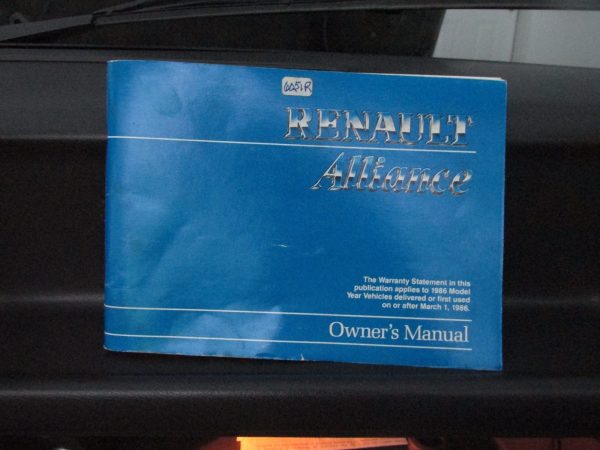 RENAULT
Alliance
The Warranty Statement in this
publication applies to 1986 Model
Year Vehicles delivered or first used
on or after March 1, 1986.
Owner's Manual